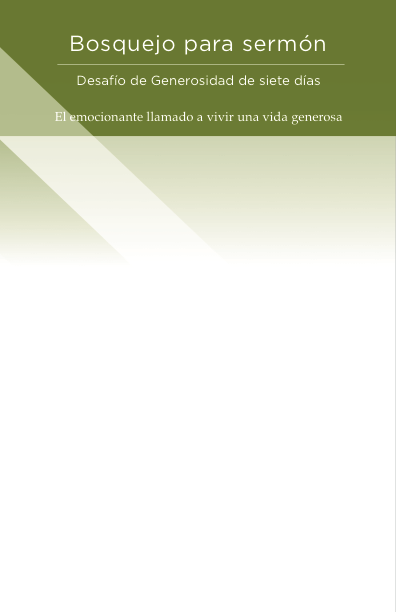 Bosquejo para sermón
Desafío de Generosidad de siete días
El emocionante llamado a vivir una vida generosa